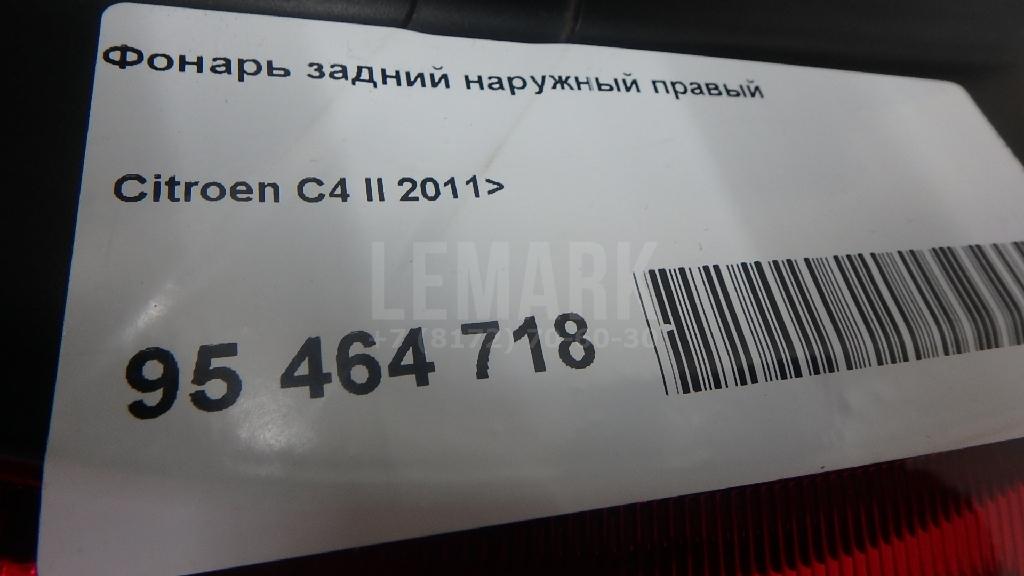 Фонарь задний наружный правый
Citroen C4 II 2011>
LEMARK
95 464 718